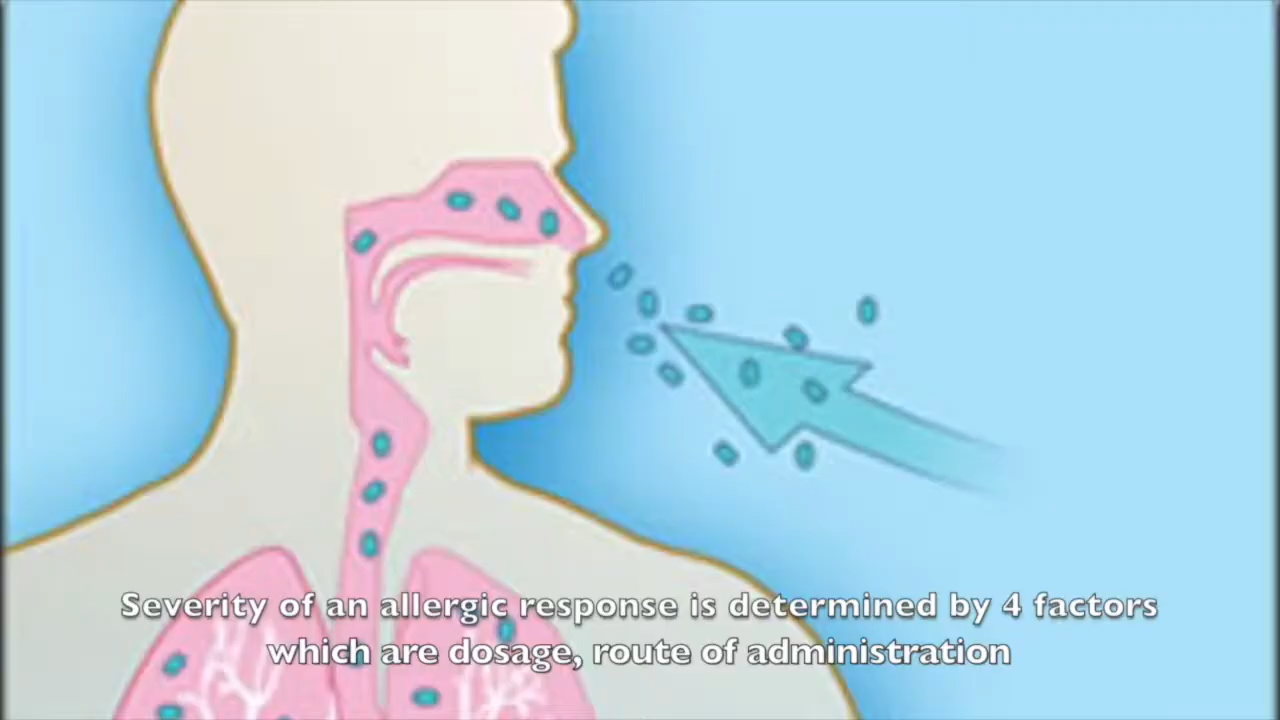 Severity of an allergic response is determined by 4 factors
which are dosage, route of administration